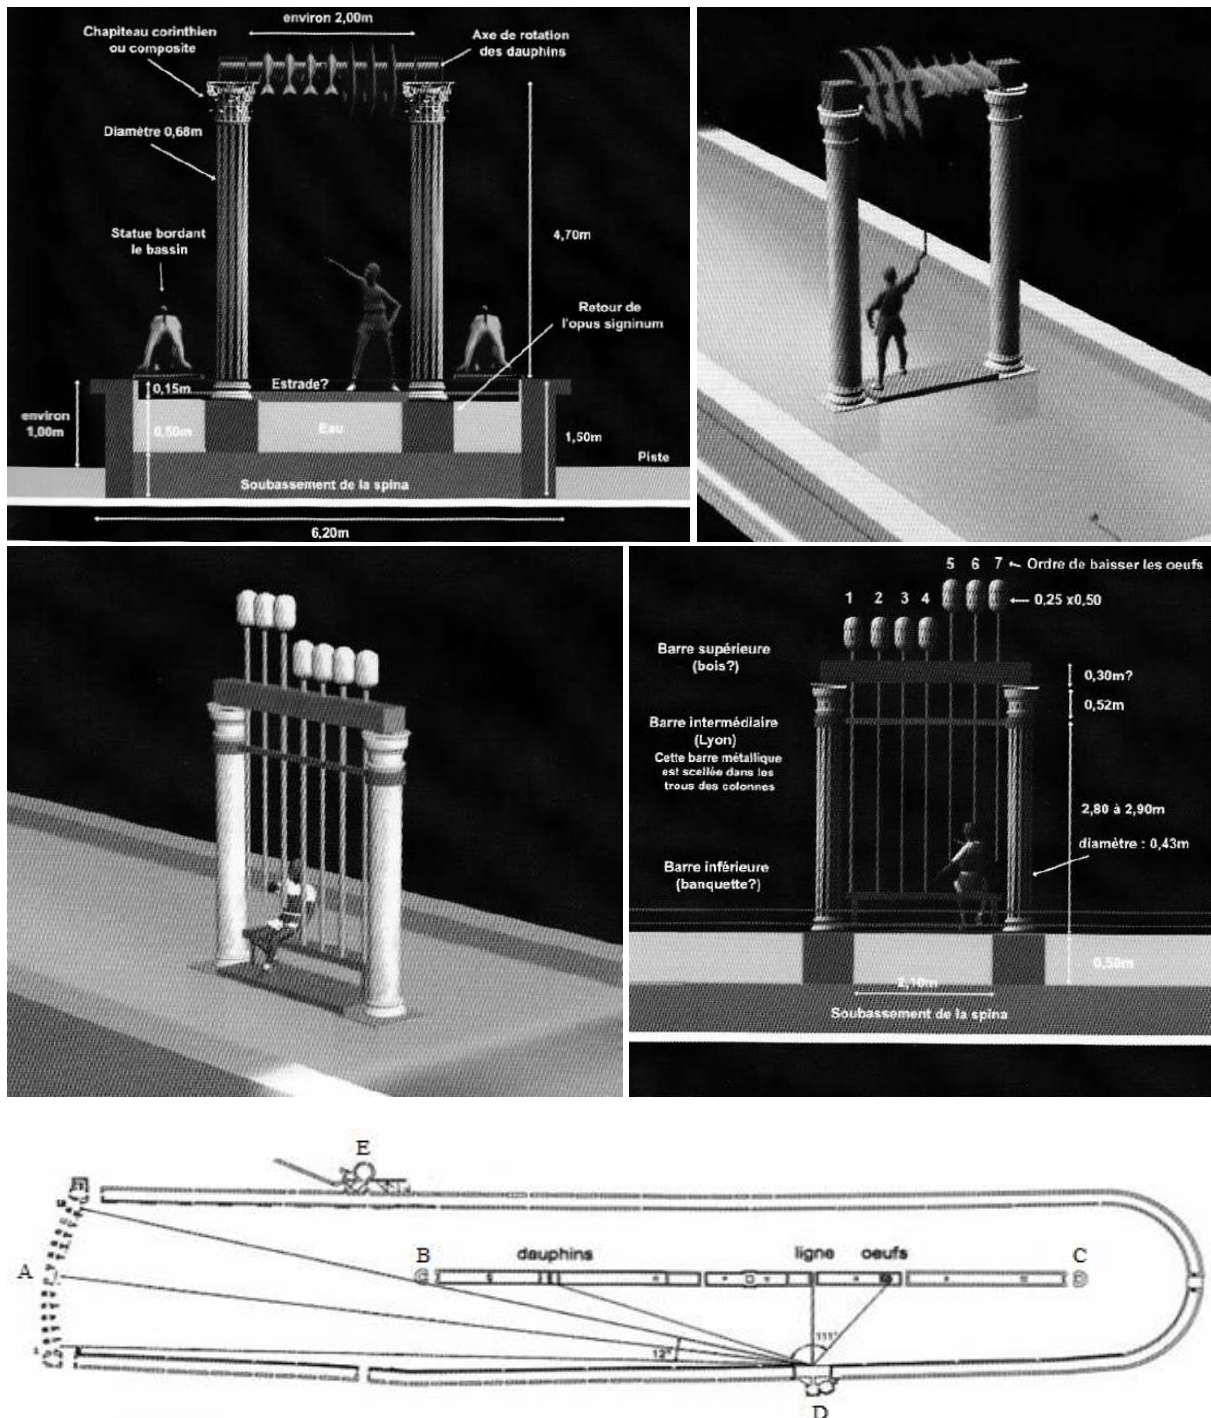 environ 2,00m
Chapiteau corinthien
ou composite
Axe de rotation
des dauphins
Diamètre 0,68m
Statue bordant
le bassin
4,70m
Retour de
l'opus signinum
0,15m
Estrade?
environ
1,00m
0,50m
Eau
1,50m
Piste
Soubassement de la spina
6,20m
5 6 7 Ordre de baisser les oeufs
1 2 3 4
0,25 x0,50
Barre supérieure
(bois?)
0,30m?
0,52m
Barre intermédiaire
(Lyon)
Cette barre métallique
est scellée dans les
trous des colonnes
2,80 à 2,90m
diamètre : 0,43m
Barre inférieure
(banquette?)
0,50m
2,10m
Soubassement de la spina
E
B dauphins ligne oeufs C
A
12°
111°
D